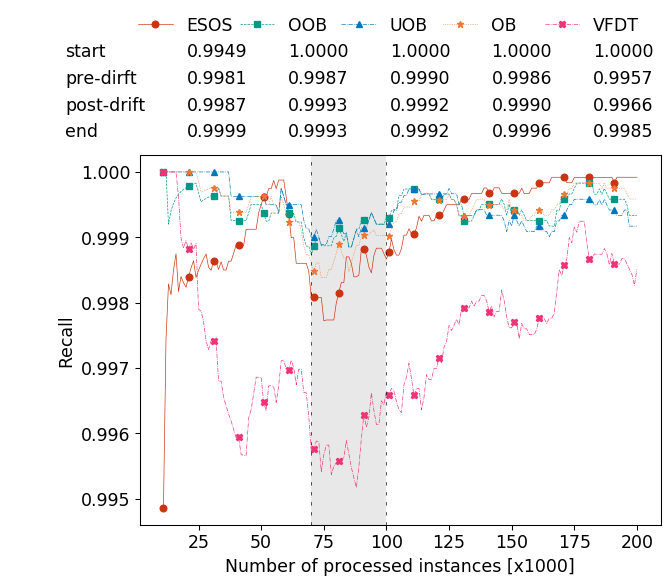 ESOS OOB UOB OB VFDT
start 0.9949 1.0000 1.0000 1.0000 1.0000
pre-dirft 0.9981 0.9987 0.9990 0.9986 0.9957
post-drift 0.9987 0.9993 0.9992 0.9990 0.9966
end 0.9999 0.9993 0.9992 0.9996 0.9985
1.000
0.999
0.998
0.997
0.996
0.995
Recall
25 50 75 100 125 150 175 200
Number of processed instances [x1000]